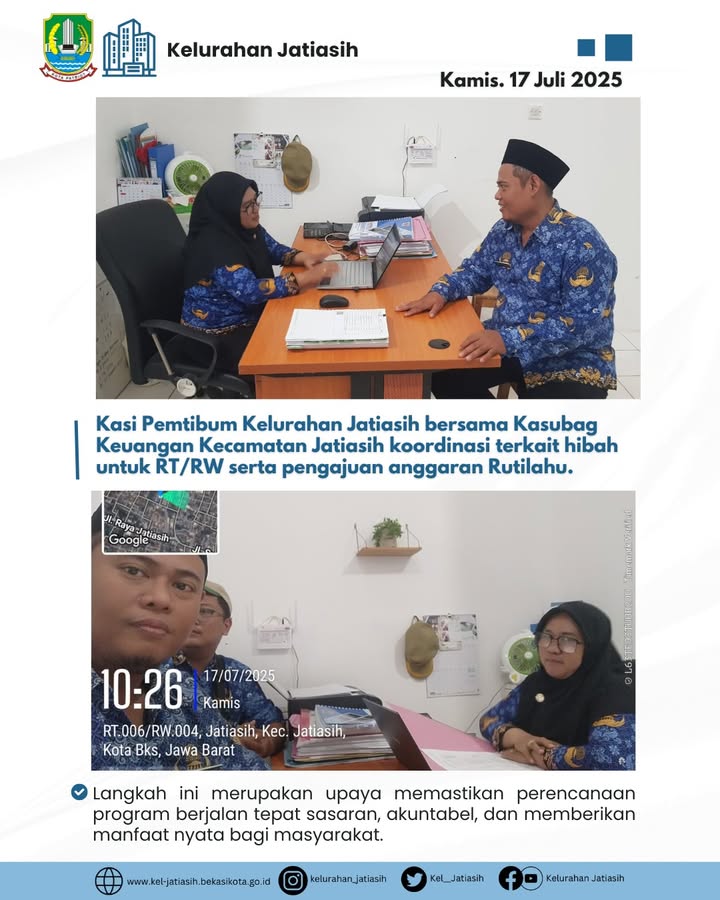 Kelurahan Jatiasih
Kamis. 17 Juli 2025
Kasi Pemtibum Kelurahan Jatiasih bersama Kasubag
Keuangan Kecamatan Jatiasih koordinasi terkait hibah
untuk RT/RW serta pengajuan anggaran Rutilahu.
Jl. Raya Jatiasih
Google
10:26
17/07/2025
Kamis
RT.006/RW.004, Jatiasih, Kec. Jatiasih,
Kota Bks, Jawa Barat
Langkah ini merupakan upaya memastikan perencanaan
program berjalan tepat sasaran, akuntabel, dan memberikan
manfaat nyata bagi masyarakat.
www.kel-jatiasih.bekasikota.go.id
kelurahan_jatiasih
Kel__Jatiasih
Kelurahan Jatiasih